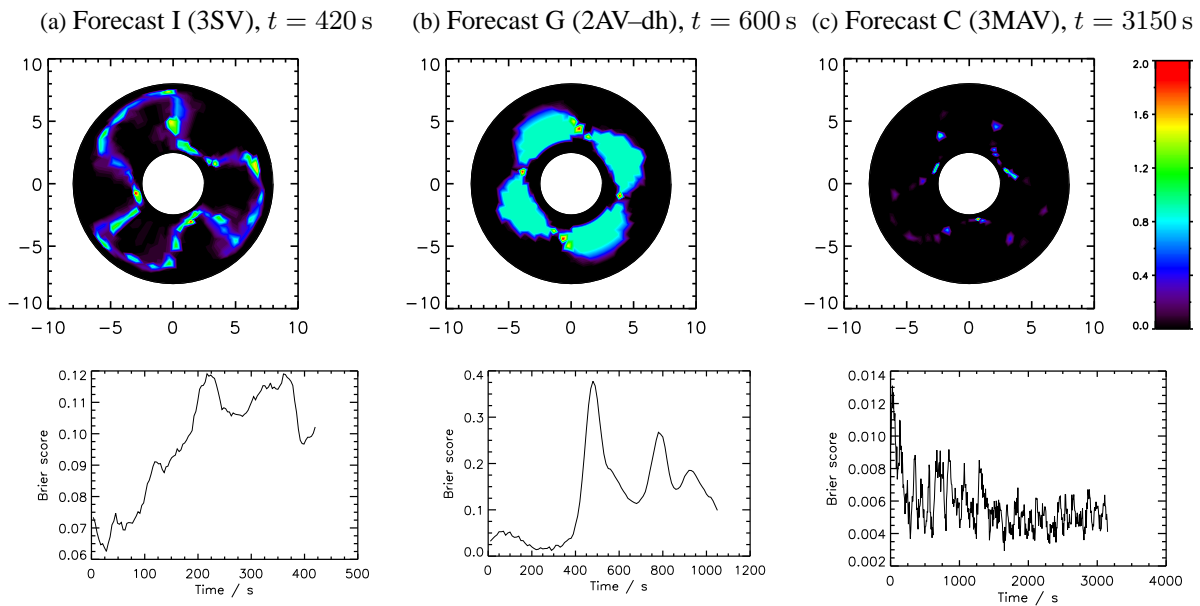 (a) Forecast I (3SV), t = 420 s
(b) Forecast G (2AV–dh), t = 600 s
(c) Forecast C (3MAV), t = 3150 s
10
5
0
−5
−10
−10 −5 0 5 10
10
5
0
−5
−10
−10 −5 0 5 10
10
5
0
−5
−10
−10 −5 0 5 10
2.0
1.6
1.2
0.8
0.4
0.0
0.12
0.11
0.10
0.09
0.08
0.07
0.06
Brier score
0 100 200 300 400 500
Time / s
0.4
0.3
0.2
0.1
0.0
Brier score
0 200 400 600 800 1000 1200
Time / s
0.014
0.012
0.010
0.008
0.006
0.004
0.002
Brier score
0 1000 2000 3000 4000
Time / s